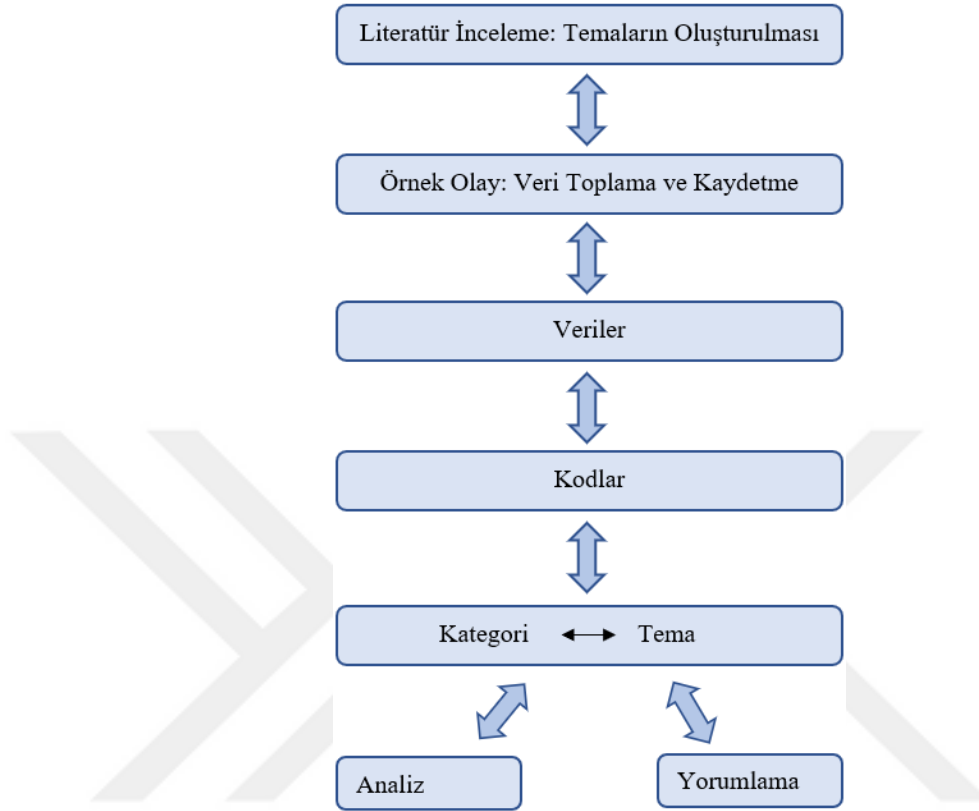 Literatür İnceleme: Temaların Oluşturulması
Örnek Olay: Veri Toplama ve Kaydetme
Veriler
Kodlar
Kategori Tema
Analiz
Yorumlama